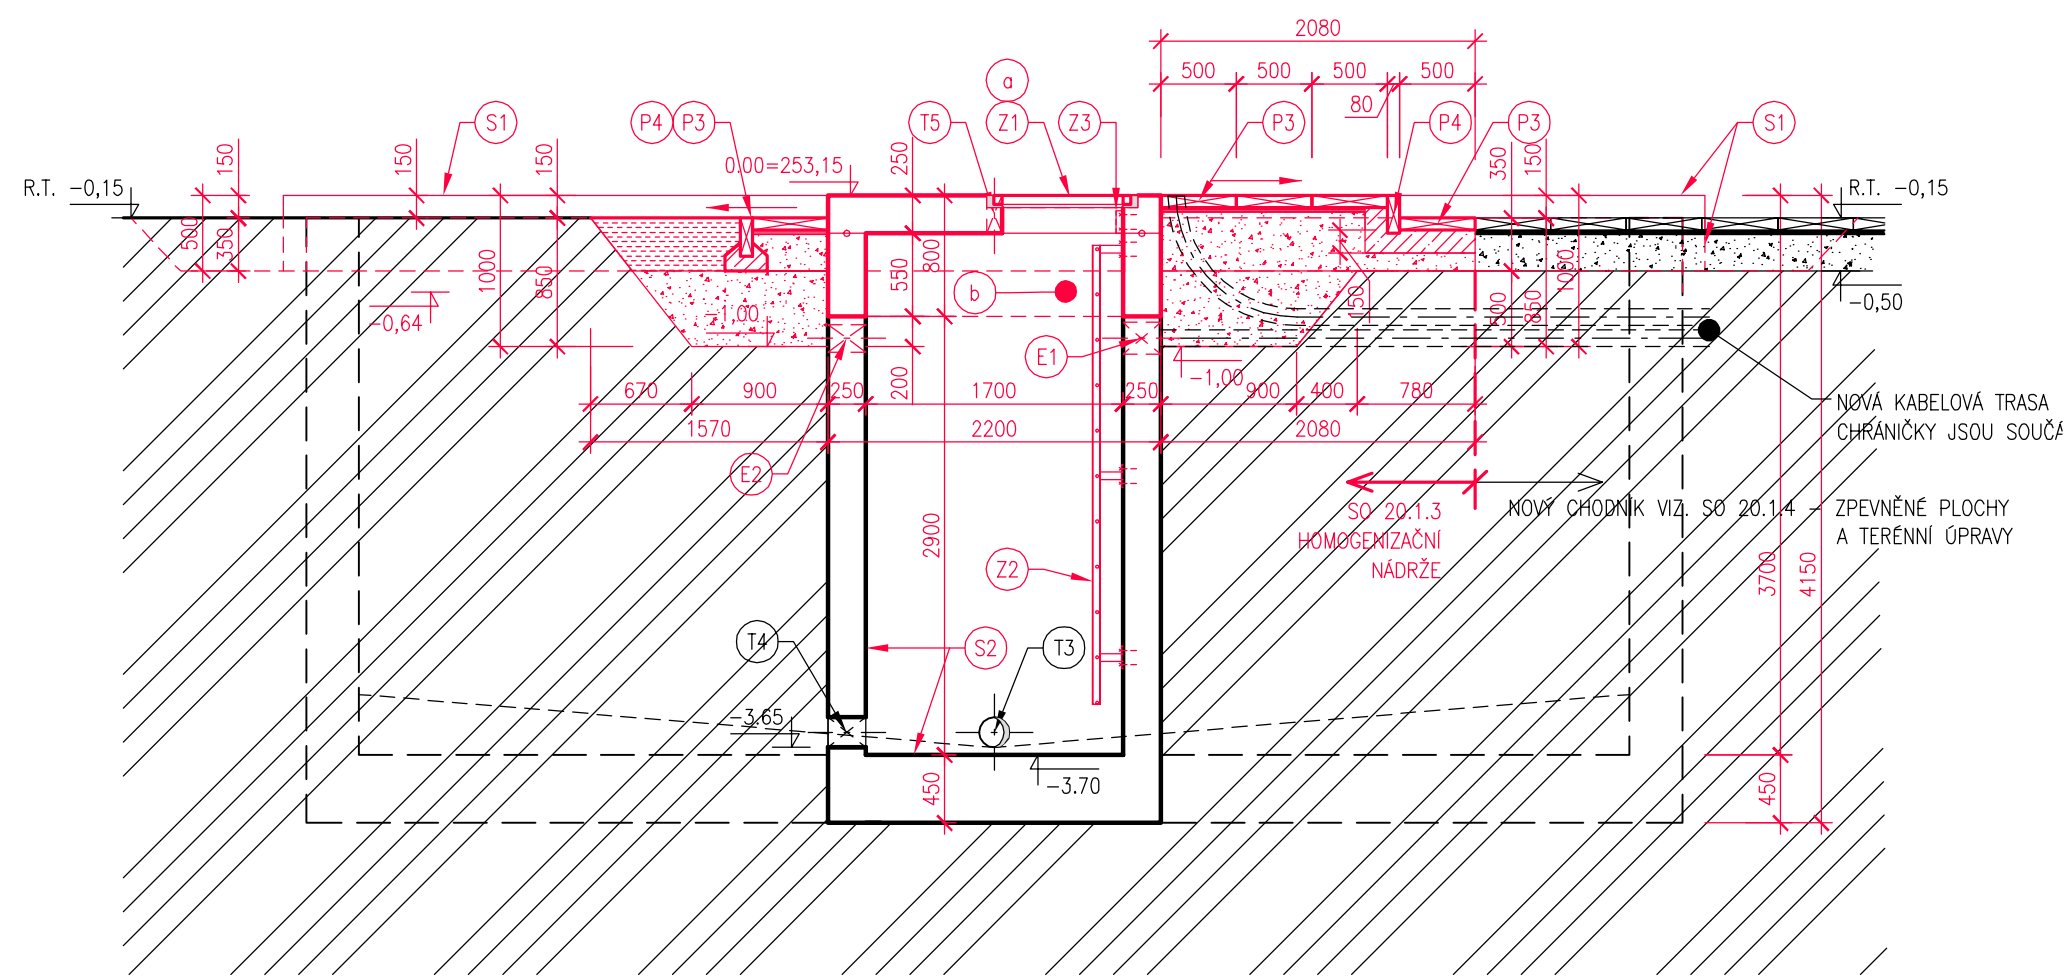 2080
500 500 500 500
80
a
S1 P4 P3 T5 Z1 Z3 P3 P4 P3 S1
150 150 150 250 350 150
0.00=253,15
R.T. -0,15
R.T. -0,15
500 350 1000 850 550 800 150 500 850 1000
b
-0,64
-1,00
-0,50
E1
-1,00
670 900 250 200 1700 250 900 400 780
1570 2200 2080
NOVÁ KABELOVÁ TRASA
CHRÁNIČKY JSOU SOUČÁ
E2
SO 20.1.3
HOMOGENIZAČNÍ
NÁDRŽE
NOVÝ CHODNÍK VIZ. SO 20.1.4 – ZPEVNĚNÉ PLOCHY
A TERÉNNÍ ÚPRAVY
2900
Z2
3700 4150
T4 S2 T3
-3.65
-3.70
450 450